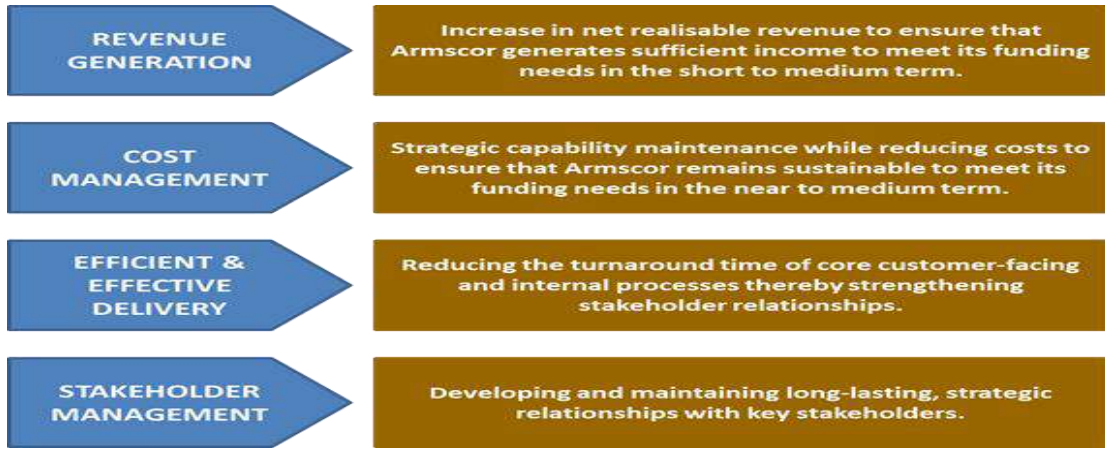 REVENUE
GENERATION
Increase in net realisable revenue to ensure that
Armscor generates sufficient income to meet its funding
needs in the short to medium term.
COST
MANAGEMENT
Strategic capability maintenance while reducing costs to
ensure that Armscor remains sustainable to meet its
funding needs in the near to medium term.
EFFICIENT &
EFFECTIVE
DELIVERY
Reducing the turnaround time of core customer-facing
and internal processes thereby strengthening
stakeholder relationships.
STAKEHOLDER
MANAGEMENT
Developing and maintaining long-lasting, strategic
relationships with key stakeholders.